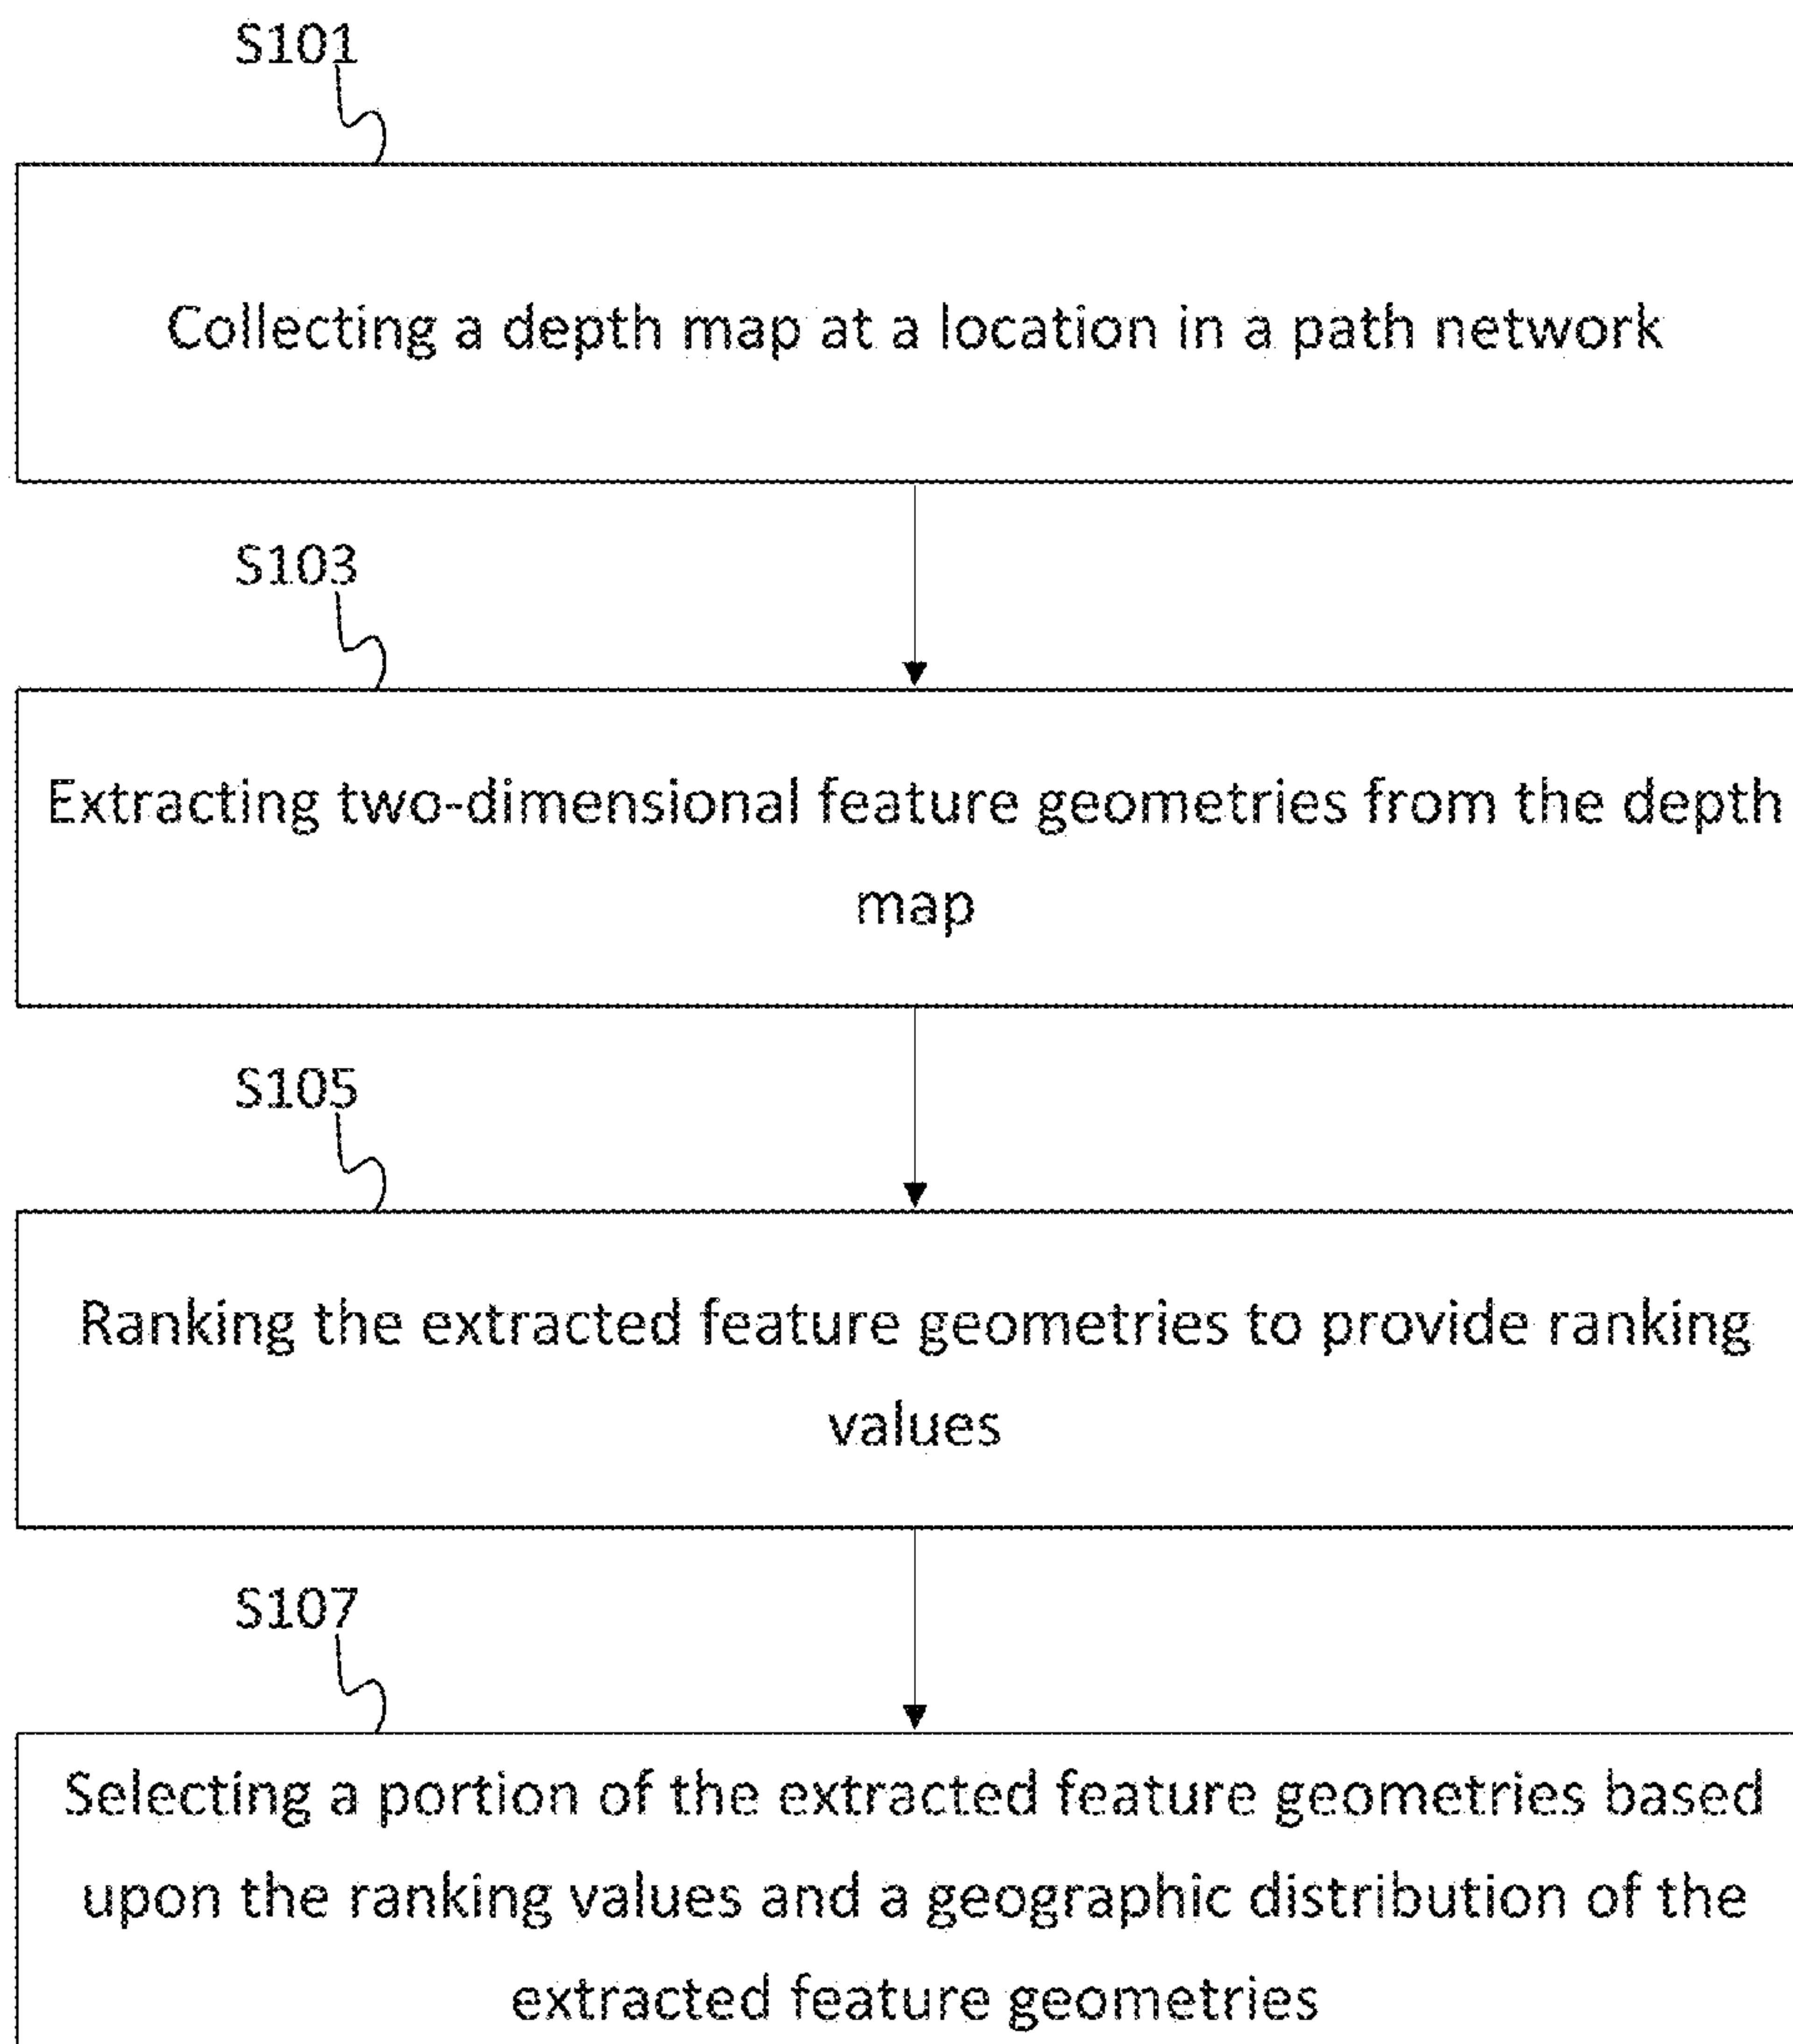 S101
Collecting a depth map at a location in a path network
S103
Extracting two-dimensional feature geometries from the depth
map
S105
Ranking the extracted feature geometries to provide ranking
values
S107
Selecting a portion of the extracted feature geometries based
upon the ranking values and a geographic distribution of the
extracted feature geometries